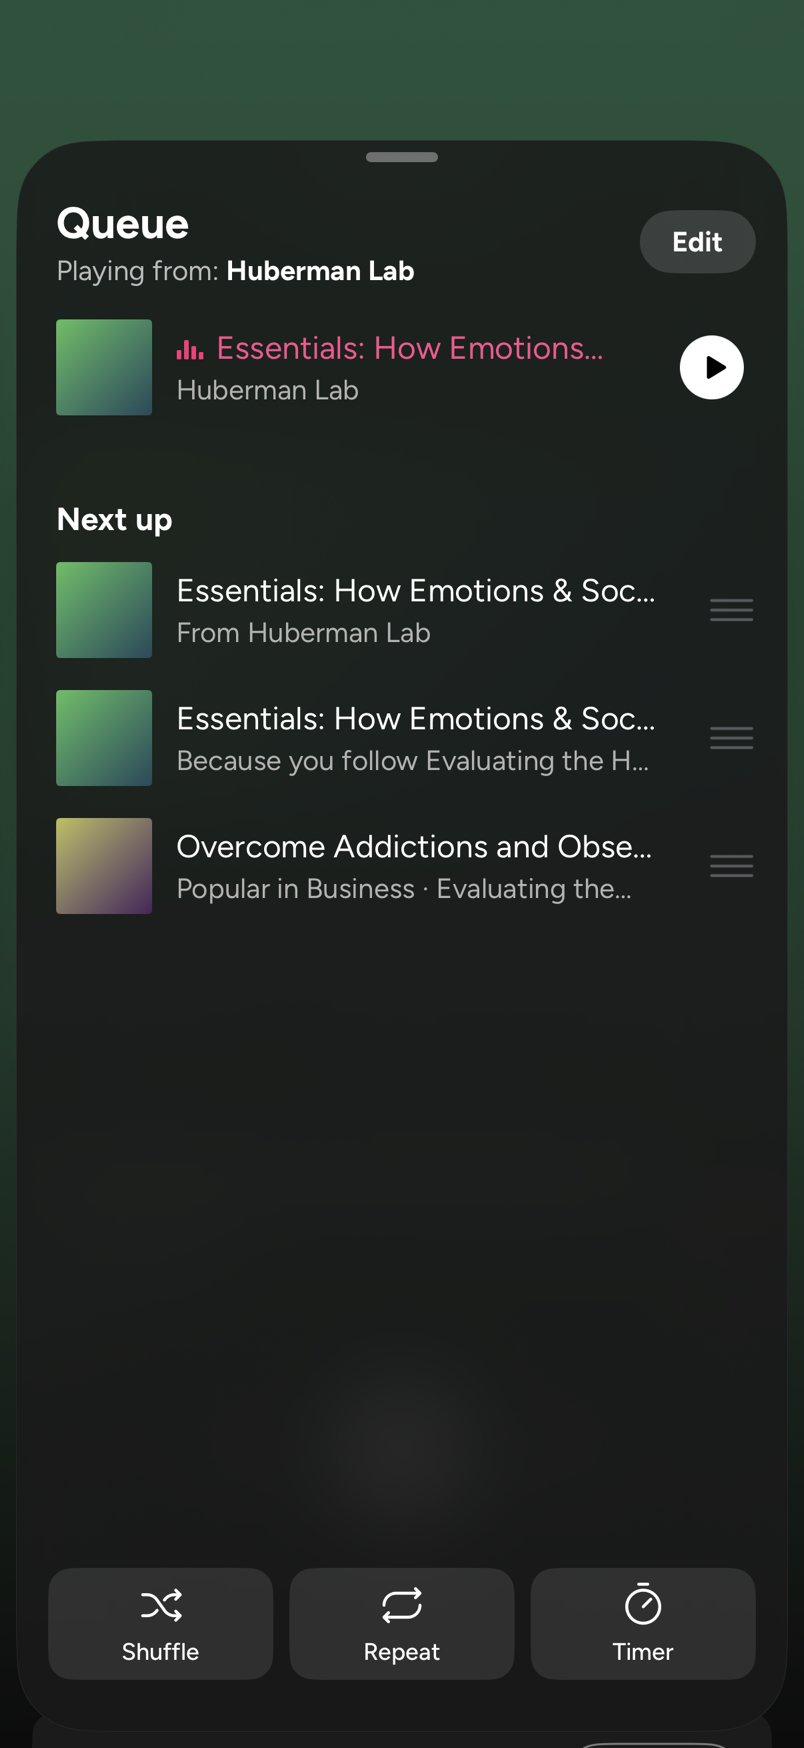 Queue
Edit
Playing from: Huberman Lab
Essentials: How Emotions...
Huberman Lab
Next up
Essentials: How Emotions & Soc...
From Huberman Lab
Essentials: How Emotions & Soc...
Because you follow Evaluating the H...
Overcome Addictions and Obse...
Popular in Business · Evaluating the...
Shuffle
Repeat
Timer